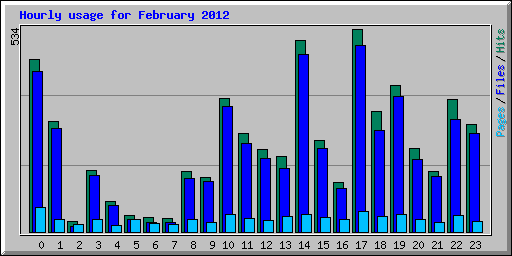 Hourly usage for February 2012
534
Pages / Files / Hits
0 1 2 3 4 5 6 7 8 9 10 11 12 13 14 15 16 17 18 19 20 21 22 23